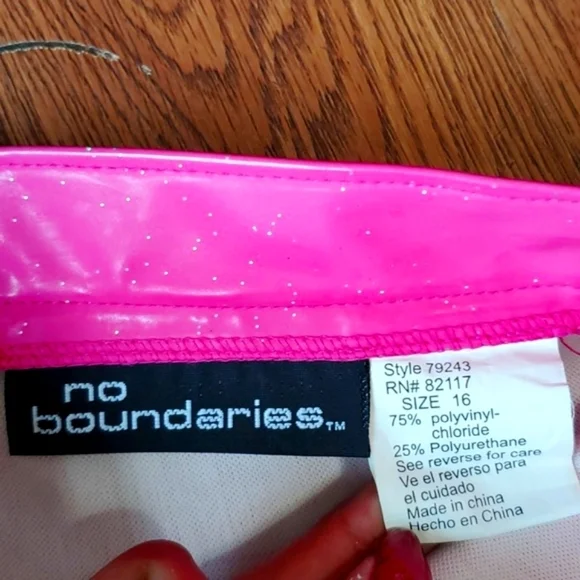 no
boundaries™
Style 79243
RN# 82117
SIZE 16
75% polyvinyl-
chloride
25% Polyurethane
See reverse for care
Ve el reverso para
el cuidado
Made in china
Hecho en China